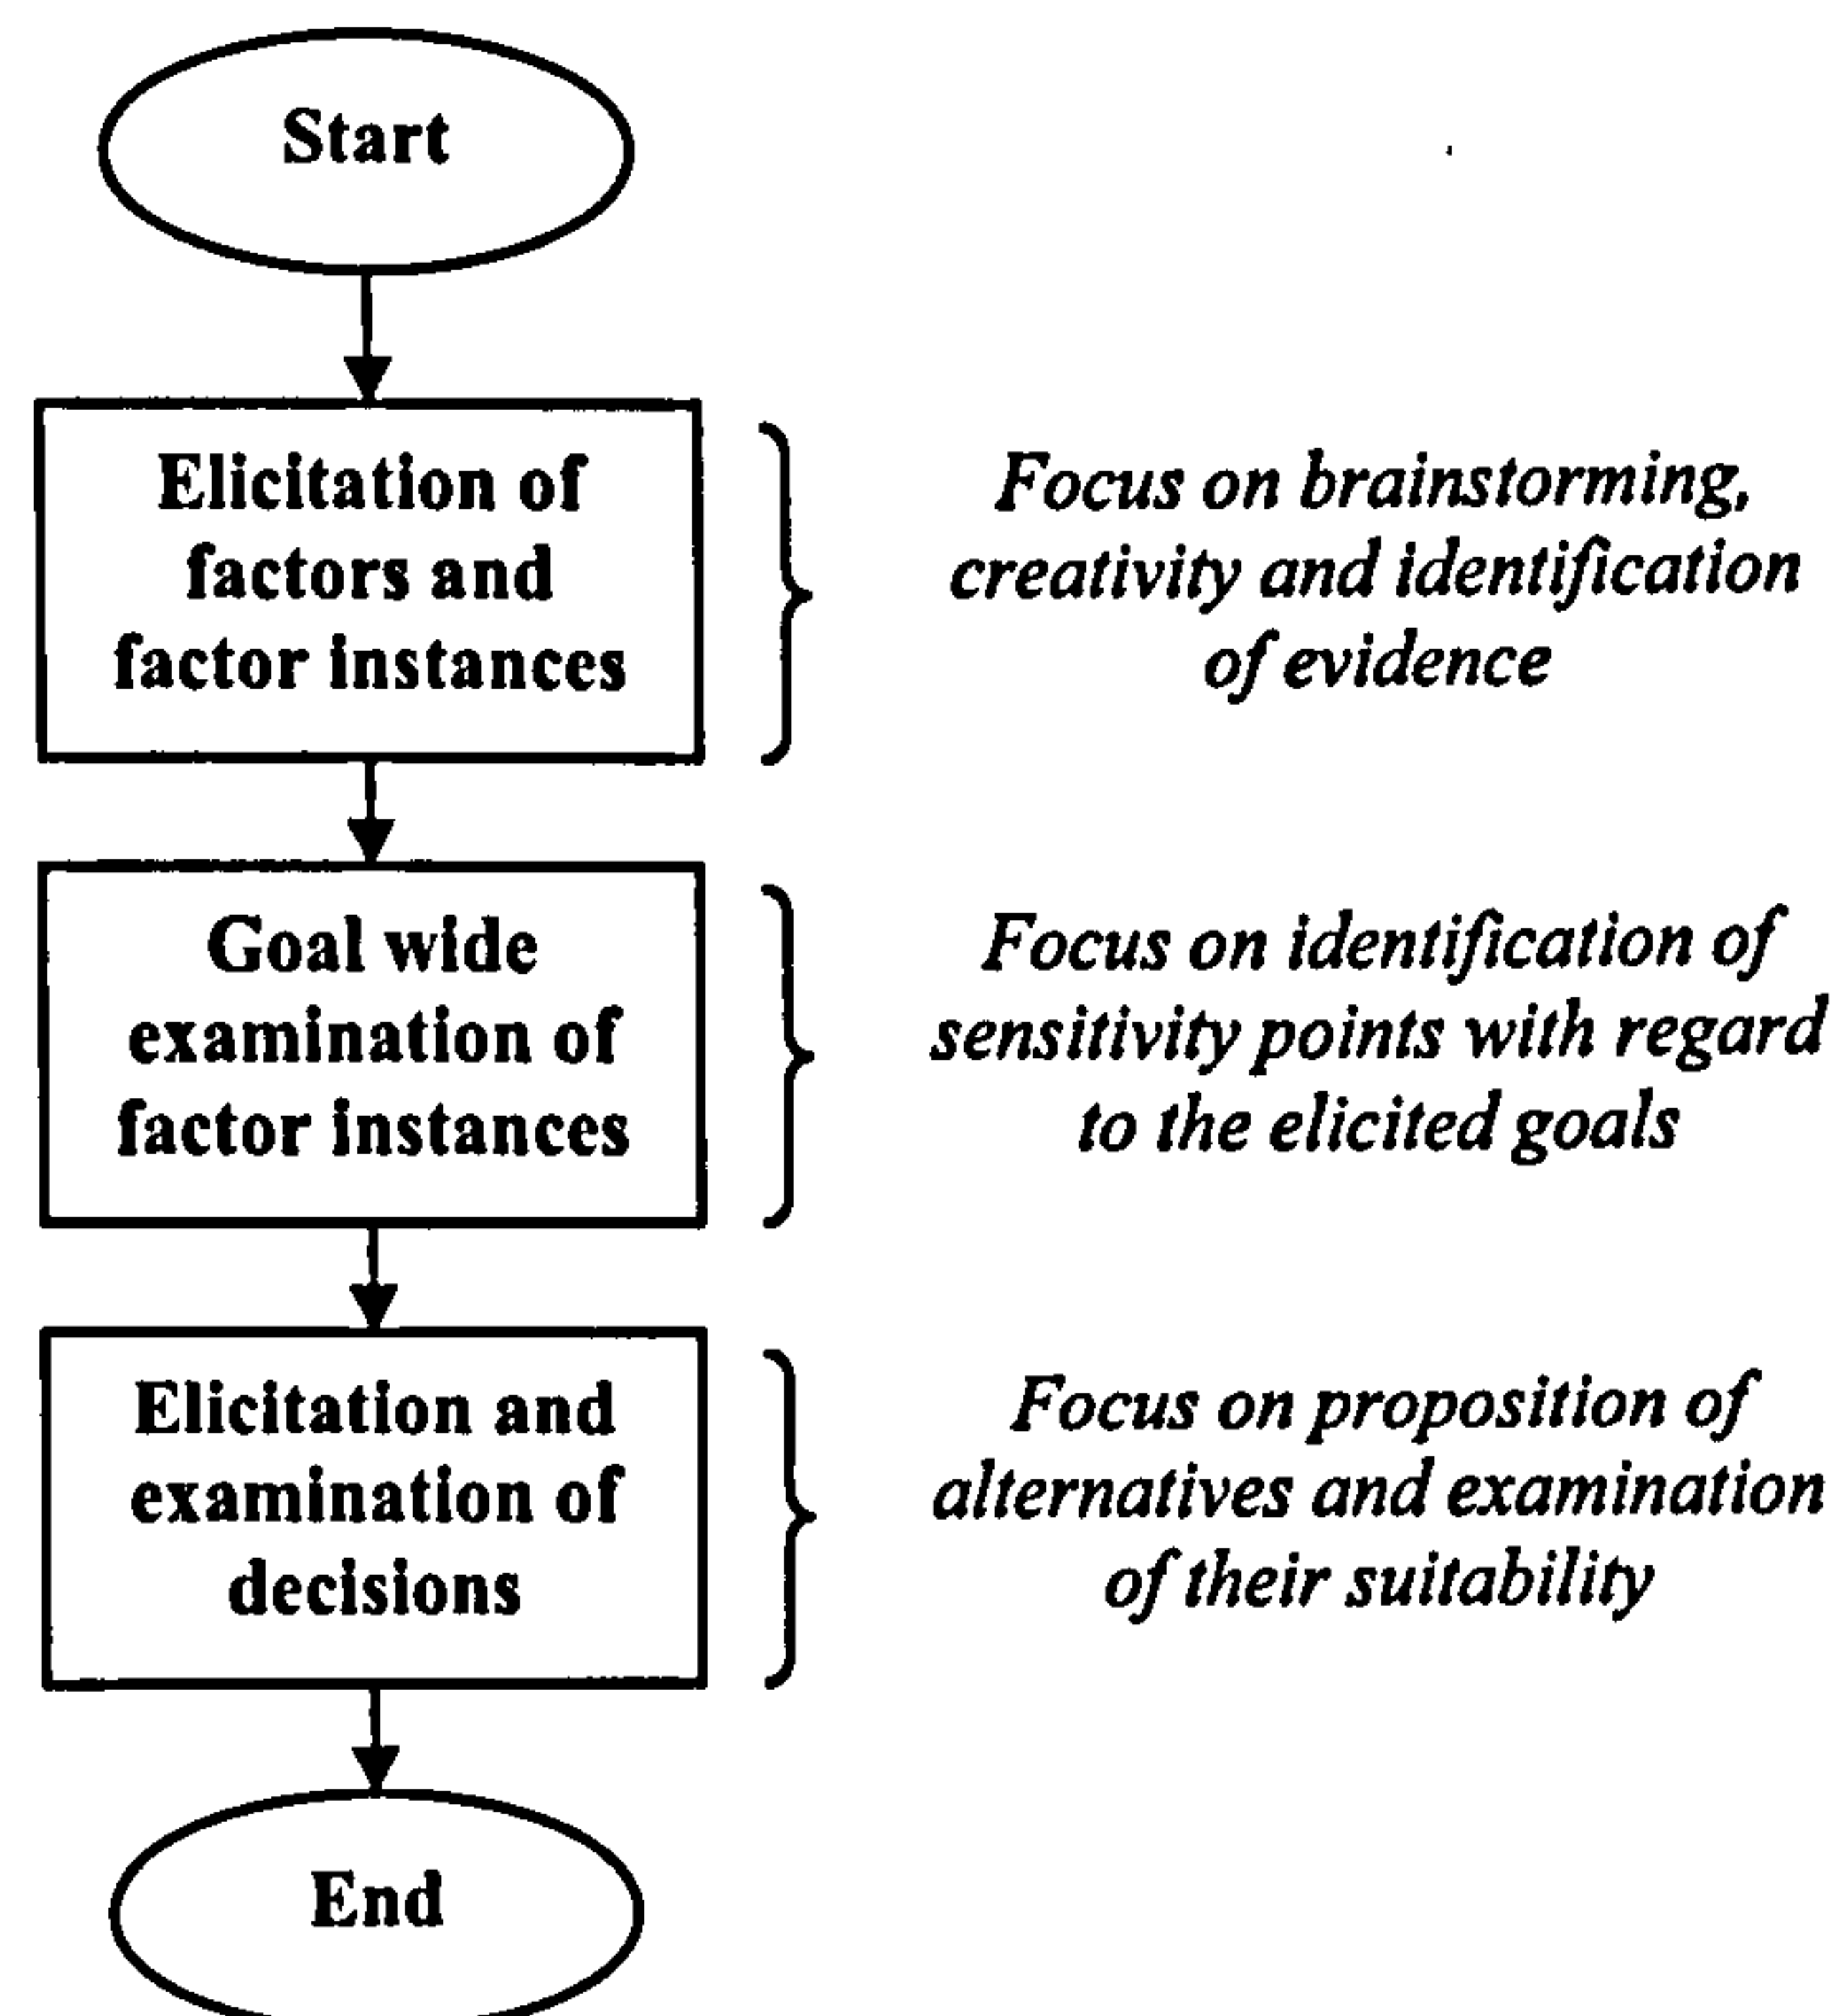 Start
Elicitation of
factors and
factor instances
Focus on brainstorming,
creativity and identification
of evidence
Goal wide
examination of
factor instances
Focus on identification of
sensitivity points with regard
to the elicited goals
Elicitation and
examination of
decisions
Focus on proposition of
alternatives and examination
of their suitability
End